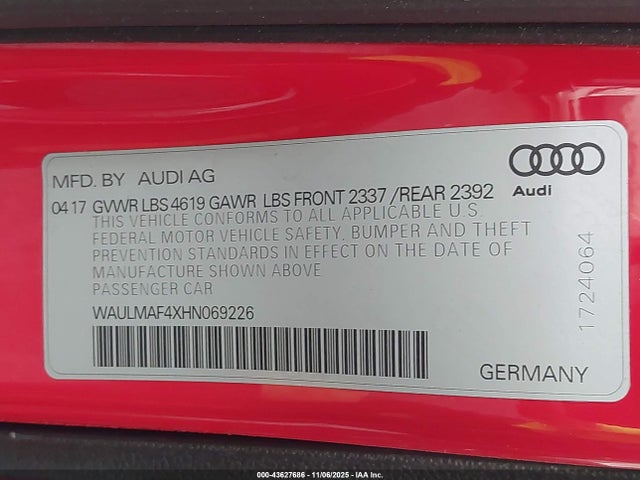 MFD. BY AUDI AG
Audi
04 17 GVWR LBS 4619 GAWR LBS FRONT 2337 /REAR 2392
THIS VEHICLE CONFORMS TO ALL APPLICABLE U.S.
FEDERAL MOTOR VEHICLE SAFETY, BUMPER AND THEFT
PREVENTION STANDARDS IN EFFECT ON THE DATE OF
MANUFACTURE SHOWN ABOVE
PASSENGER CAR
WAULMAF4XHN069226
1724064
GERMANY
000-43627686 - 11/06/2025 - IAA Inc.